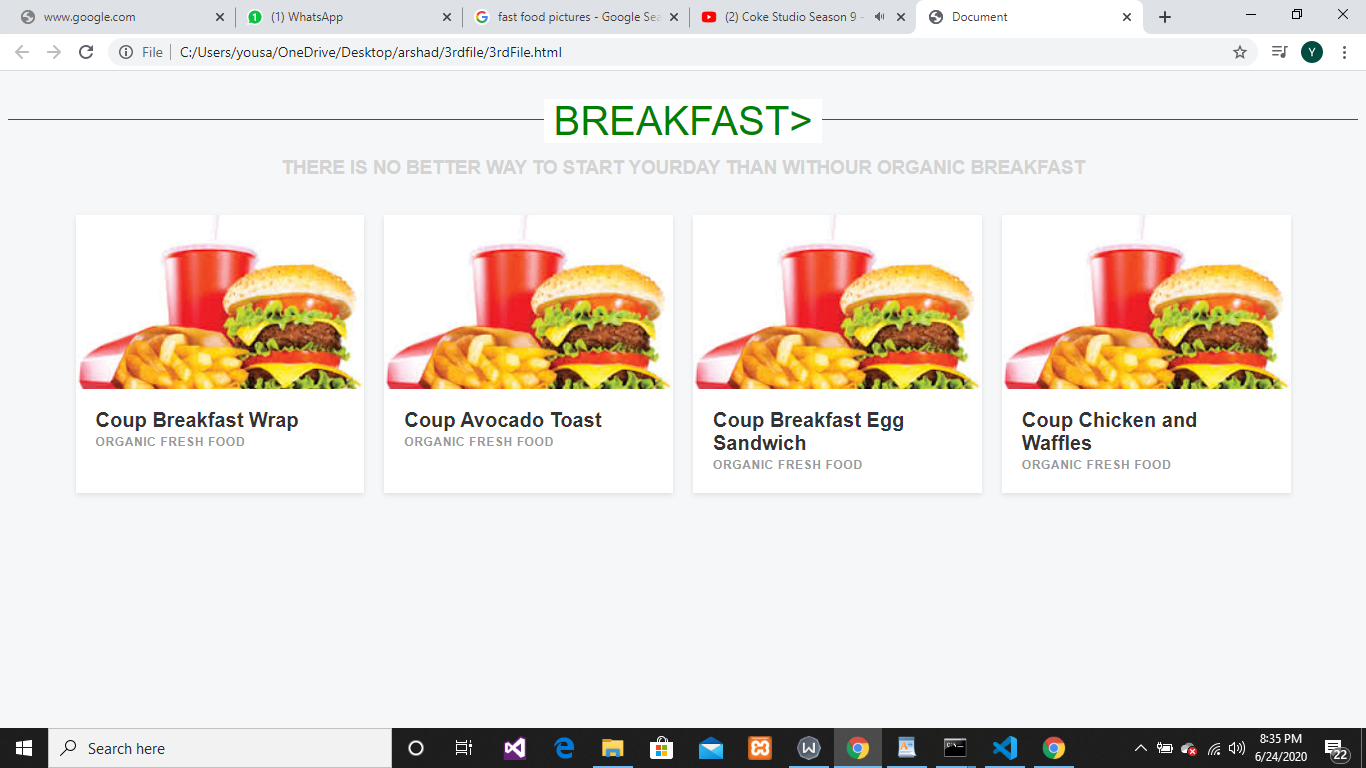 www.google.com
(1) WhatsApp
fast food pictures - Google Sea
(2) Coke Studio Season 9 -
Document
File
C:/Users/yousa/OneDrive/Desktop/arshad/3rdfile/3rdFile.html
Y
BREAKFAST>
THERE IS NO BETTER WAY TO START YOURDAY THAN WITHOUR ORGANIC BREAKFAST
Coup Breakfast Wrap
ORGANIC FRESH FOOD
Coup Avocado Toast
ORGANIC FRESH FOOD
Coup Breakfast Egg
Sandwich
ORGANIC FRESH FOOD
Coup Chicken and
Waffles
ORGANIC FRESH FOOD
Search here
8:35 PM
6/24/2020
22